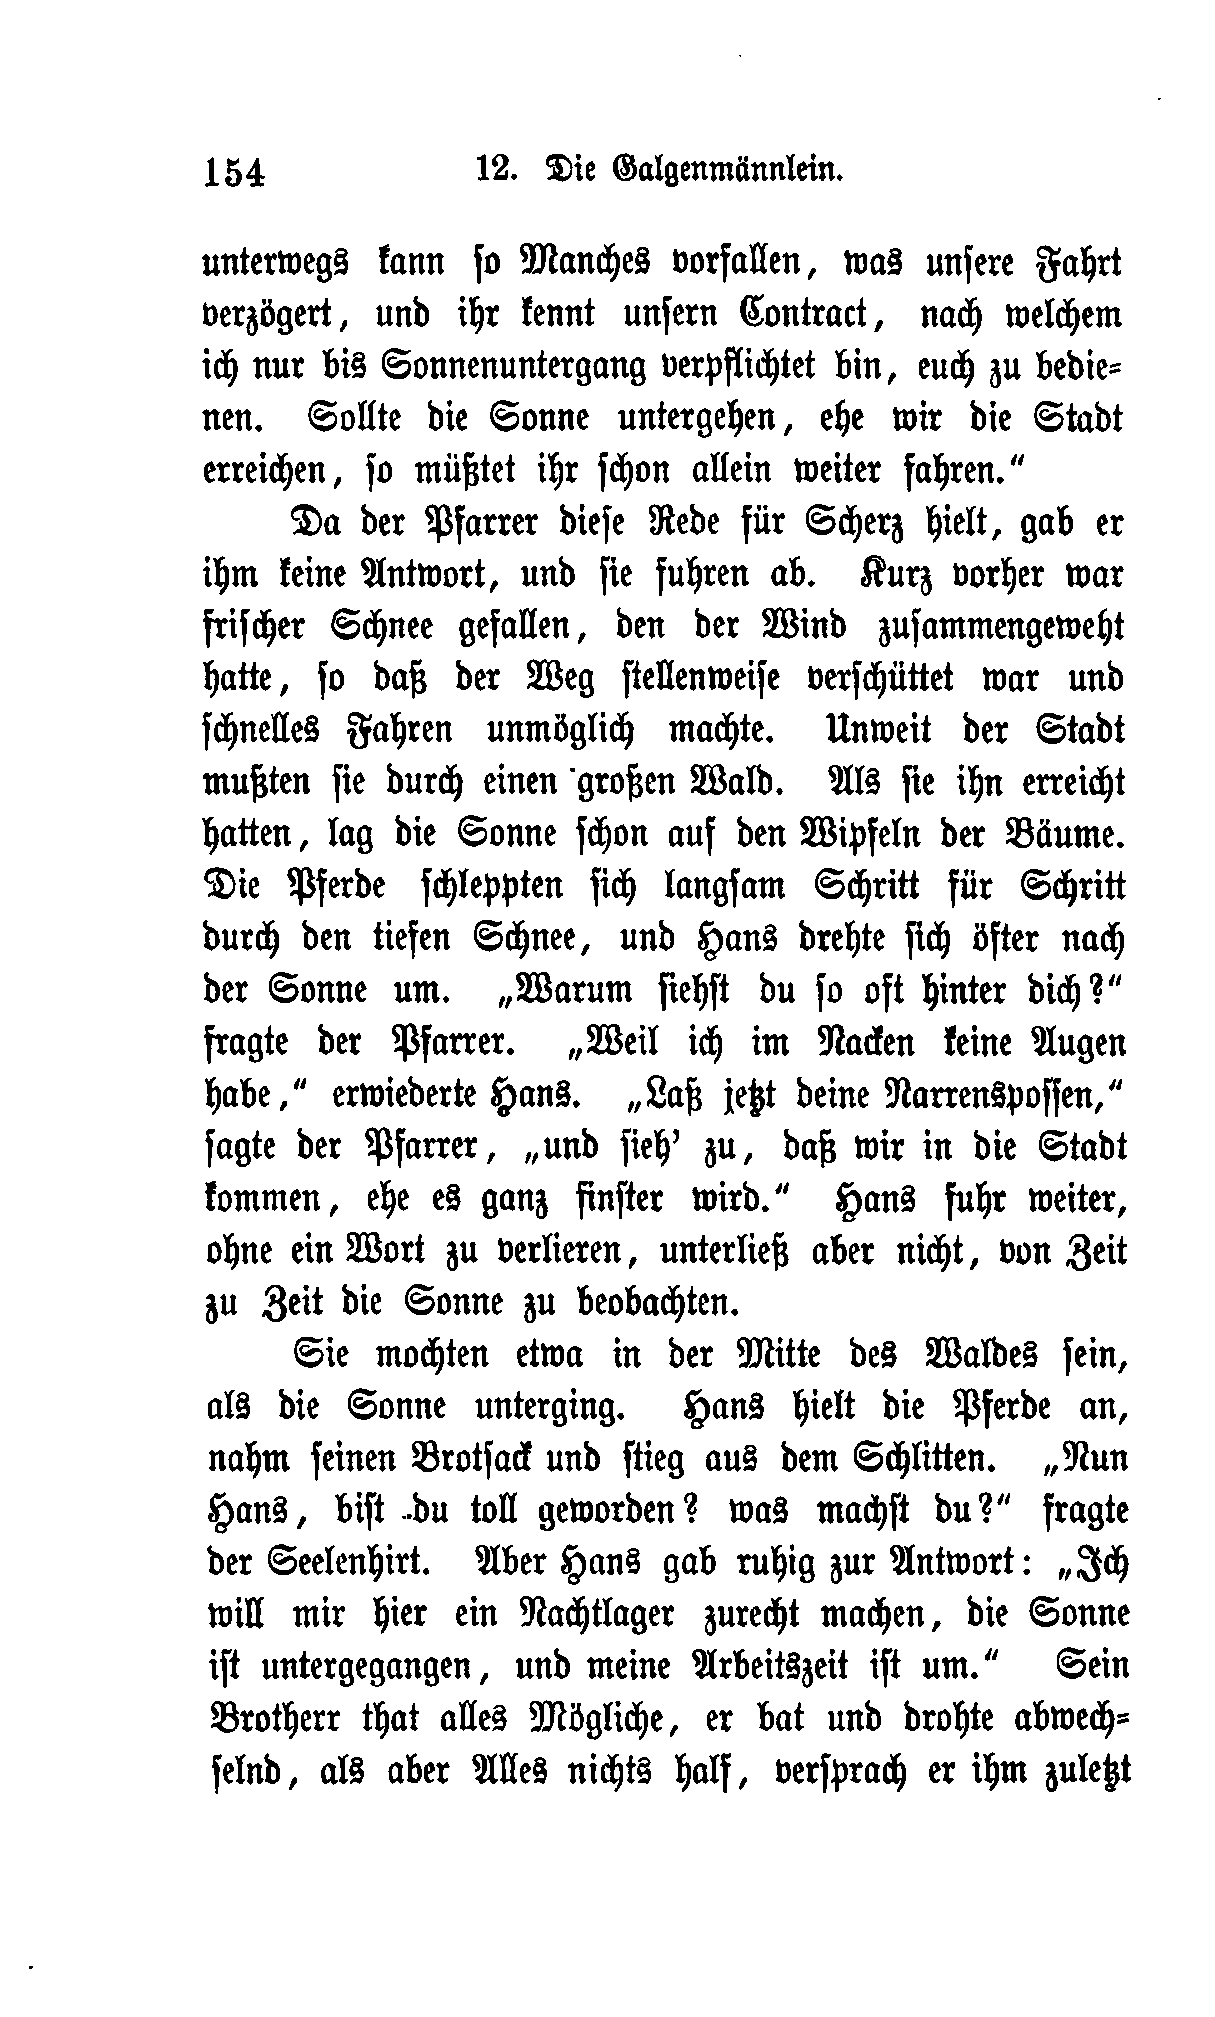 154 12. Die Galgenmännlein.
unterwegs kann ſo Manches vorfallen, was unſere Fahrt
verzögert, und ihr kennt unſern Contract, nach welchem
ich nur bis Sonnenuntergang verpflichtet bin, euch zu bedie⸗
nen. Sollte die Sonne untergehen, ehe wir die Stadt
erreichen, ſo müßtet ihr ſchon allein weiter fahren.“
Da der Pfarrer dieſe Rede für Scherz hielt, gab er
ihm keine Antwort, und ſie fuhren ab. Kurz vorher war
friſcher Schnee gefallen, den der Wind zuſammengeweht
hatte, ſo daß der Weg ſtellenweiſe verſchüttet war und
ſchnelles Fahren unmöglich machte. Unweit der Stadt
mußten ſie durch einen großen Wald. Als ſie ihn erreicht
hatten, lag die Sonne ſchon auf den Wipfeln der Bäume.
Die Pferde ſchleppten ſich langſam Schritt für Schritt
durch den tiefen Schnee, und Hans drehte ſich öfter nach
der Sonne um. „Warum ſiehſt du ſo oft hinter dich?“
fragte der Pfarrer. „Weil ich im Nacken keine Augen
habe,“ erwiederte Hans. „Laß jetzt deine Narrenspoſſen,“
ſagte der Pfarrer, „und ſieh’ zu, daß wir in die Stadt
kommen, ehe es ganz finſter wird.“ Hans fuhr weiter,
ohne ein Wort zu verlieren, unterließ aber nicht, von Zeit
zu Zeit die Sonne zu beobachten.
Sie mochten etwa in der Mitte des Waldes ſein,
als die Sonne unterging. Hans hielt die Pferde an,
nahm ſeinen Brotſack und ſtieg aus dem Schlitten. „Nun
Hans, biſt du toll geworden? was machſt du?“ fragte
der Seelenhirt. Aber Hans gab ruhig zur Antwort: „Ich
will mir hier ein Nachtlager zurecht machen, die Sonne
iſt untergegangen, und meine Arbeitszeit iſt um.“ Sein
Brotherr that alles Mögliche, er bat und drohte abwech⸗
ſelnd, als aber Alles nichts half, verſprach er ihm zuletzt